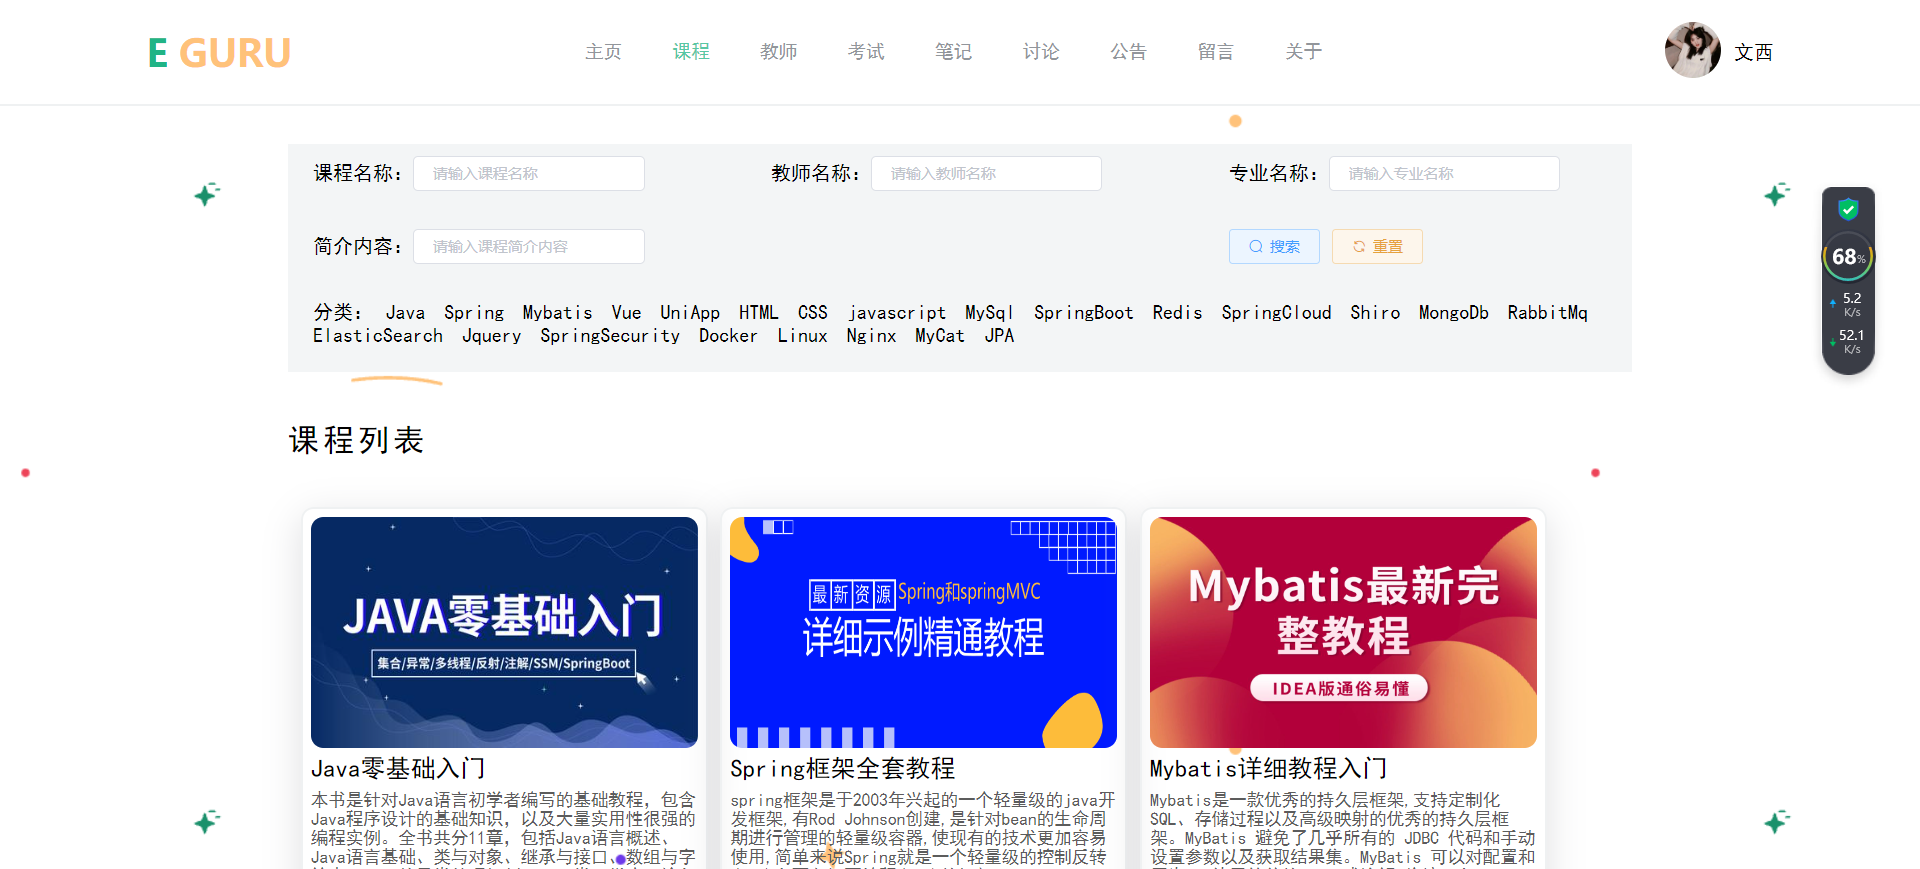 E GURU
主页 课程 教师 考试 笔记 讨论 公告 留言 关于
文西
课程名称： 请输入课程名称 教师名称： 请输入教师名称 专业名称： 请输入专业名称
简介内容： 请输入课程简介内容 搜索 重置
68%
5.2
K/s
52.1
K/s
分类： Java Spring Mybatis Vue UniApp HTML CSS javascript MySql SpringBoot Redis SpringCloud Shiro MongoDb RabbitMq
ElasticSearch Jquery SpringSecurity Docker Linux Nginx MyCat JPA
课程列表
JAVA零基础入门
集合/异常/多线程/反射/注解/SSM/SpringBoot
Java零基础入门
本书是针对Java语言初学者编写的基础教程，包含
Java程序设计的基础知识，以及大量实用性很强的
编程实例。全书共分11章，包括Java语言概述、
Java语言基础、类与对象、继承与接口、数组与字
最新资源 Spring和springMVC
详细示例精通教程
Spring框架全套教程
spring框架是于2003年兴起的一个轻量级的java开
发框架,有Rod Johnson创建,是针对bean的生命周
期进行管理的轻量级容器,使现有的技术更加容易
使用,简单来说Spring就是一个轻量级的控制反转
Mybatis最新完
整教程
IDEA版通俗易懂
Mybatis详细教程入门
Mybatis是一款优秀的持久层框架,支持定制化
SQL、存储过程以及高级映射的优秀的持久层框
架。MyBatis 避免了几乎所有的 JDBC 代码和手动
设置参数以及获取结果集。MyBatis 可以对配置和